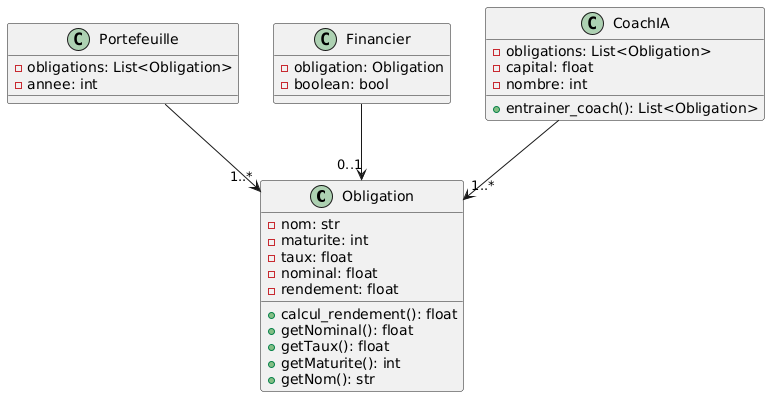 C Portefeuille
obligations: List<Obligation>
annee: int
C Financier
obligation: Obligation
boolean: bool
C CoachIA
obligations: List<Obligation>
capital: float
nombre: int
entrainer_coach(): List<Obligation>
1..*
0..1
1..*
C Obligation
nom: str
maturite: int
taux: float
nominal: float
rendement: float
calcul_rendement(): float
getNominal(): float
getTaux(): float
getMaturite(): int
getNom(): str